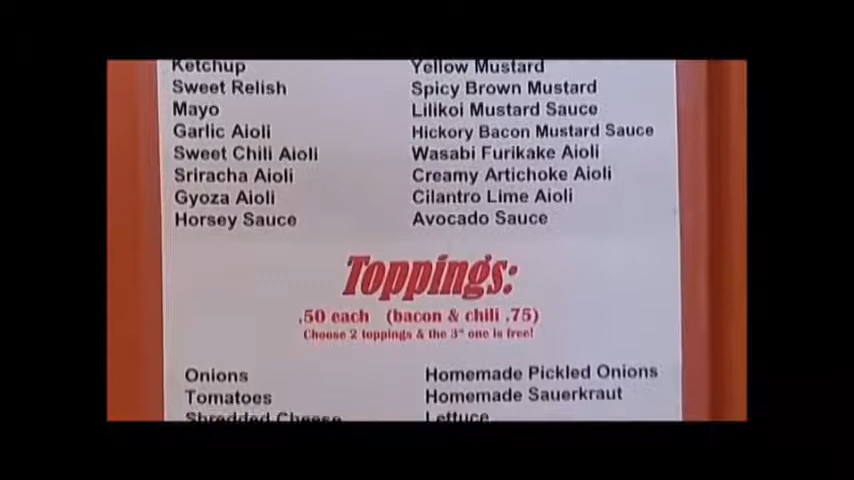 Ketchup Yellow Mustard
Sweet Relish Spicy Brown Mustard
Mayo Lilikoi Mustard Sauce
Garlic Aioli Hickory Bacon Mustard Sauce
Sweet Chili Aioli Wasabi Furikake Aioli
Sriracha Aioli Creamy Artichoke Aioli
Gyoza Aioli Cilantro Lime Aioli
Horsey Sauce Avocado Sauce
Toppings:
.50 each (bacon & chili .75)
Choose 2 toppings & the 3rd one is free!
Onions Homemade Pickled Onions
Tomatoes Homemade Sauerkraut
Shredded Cheese Lettuce